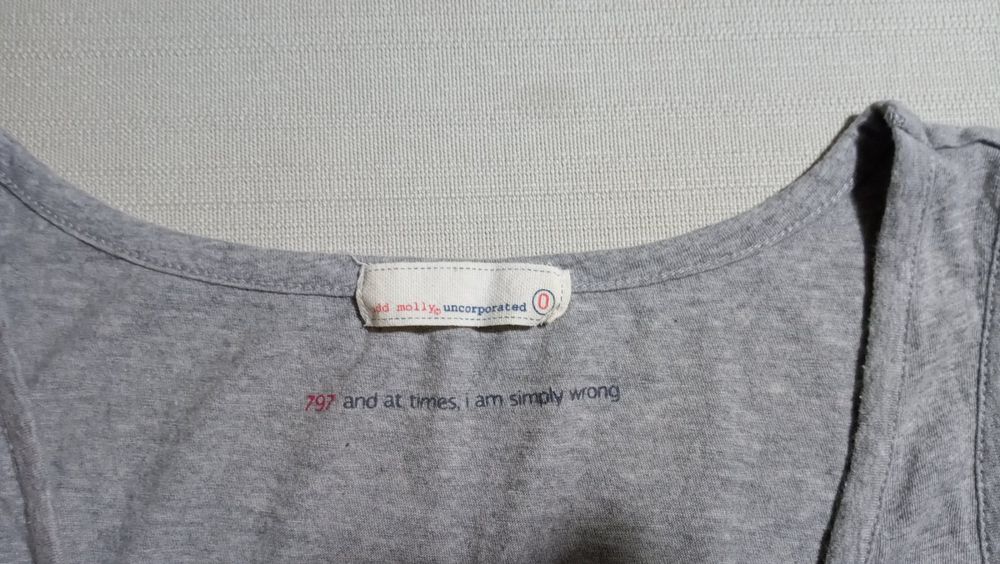 odd molly® uncorporated 0
797 and at times, i am simply wrong